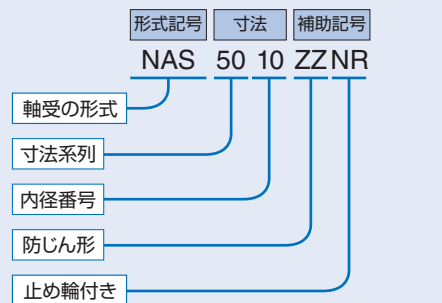 形式記号 寸法 補助記号
NAS 50 10 ZZ NR
軸受の形式
寸法系列
内径番号
防じん形
止め輪付き